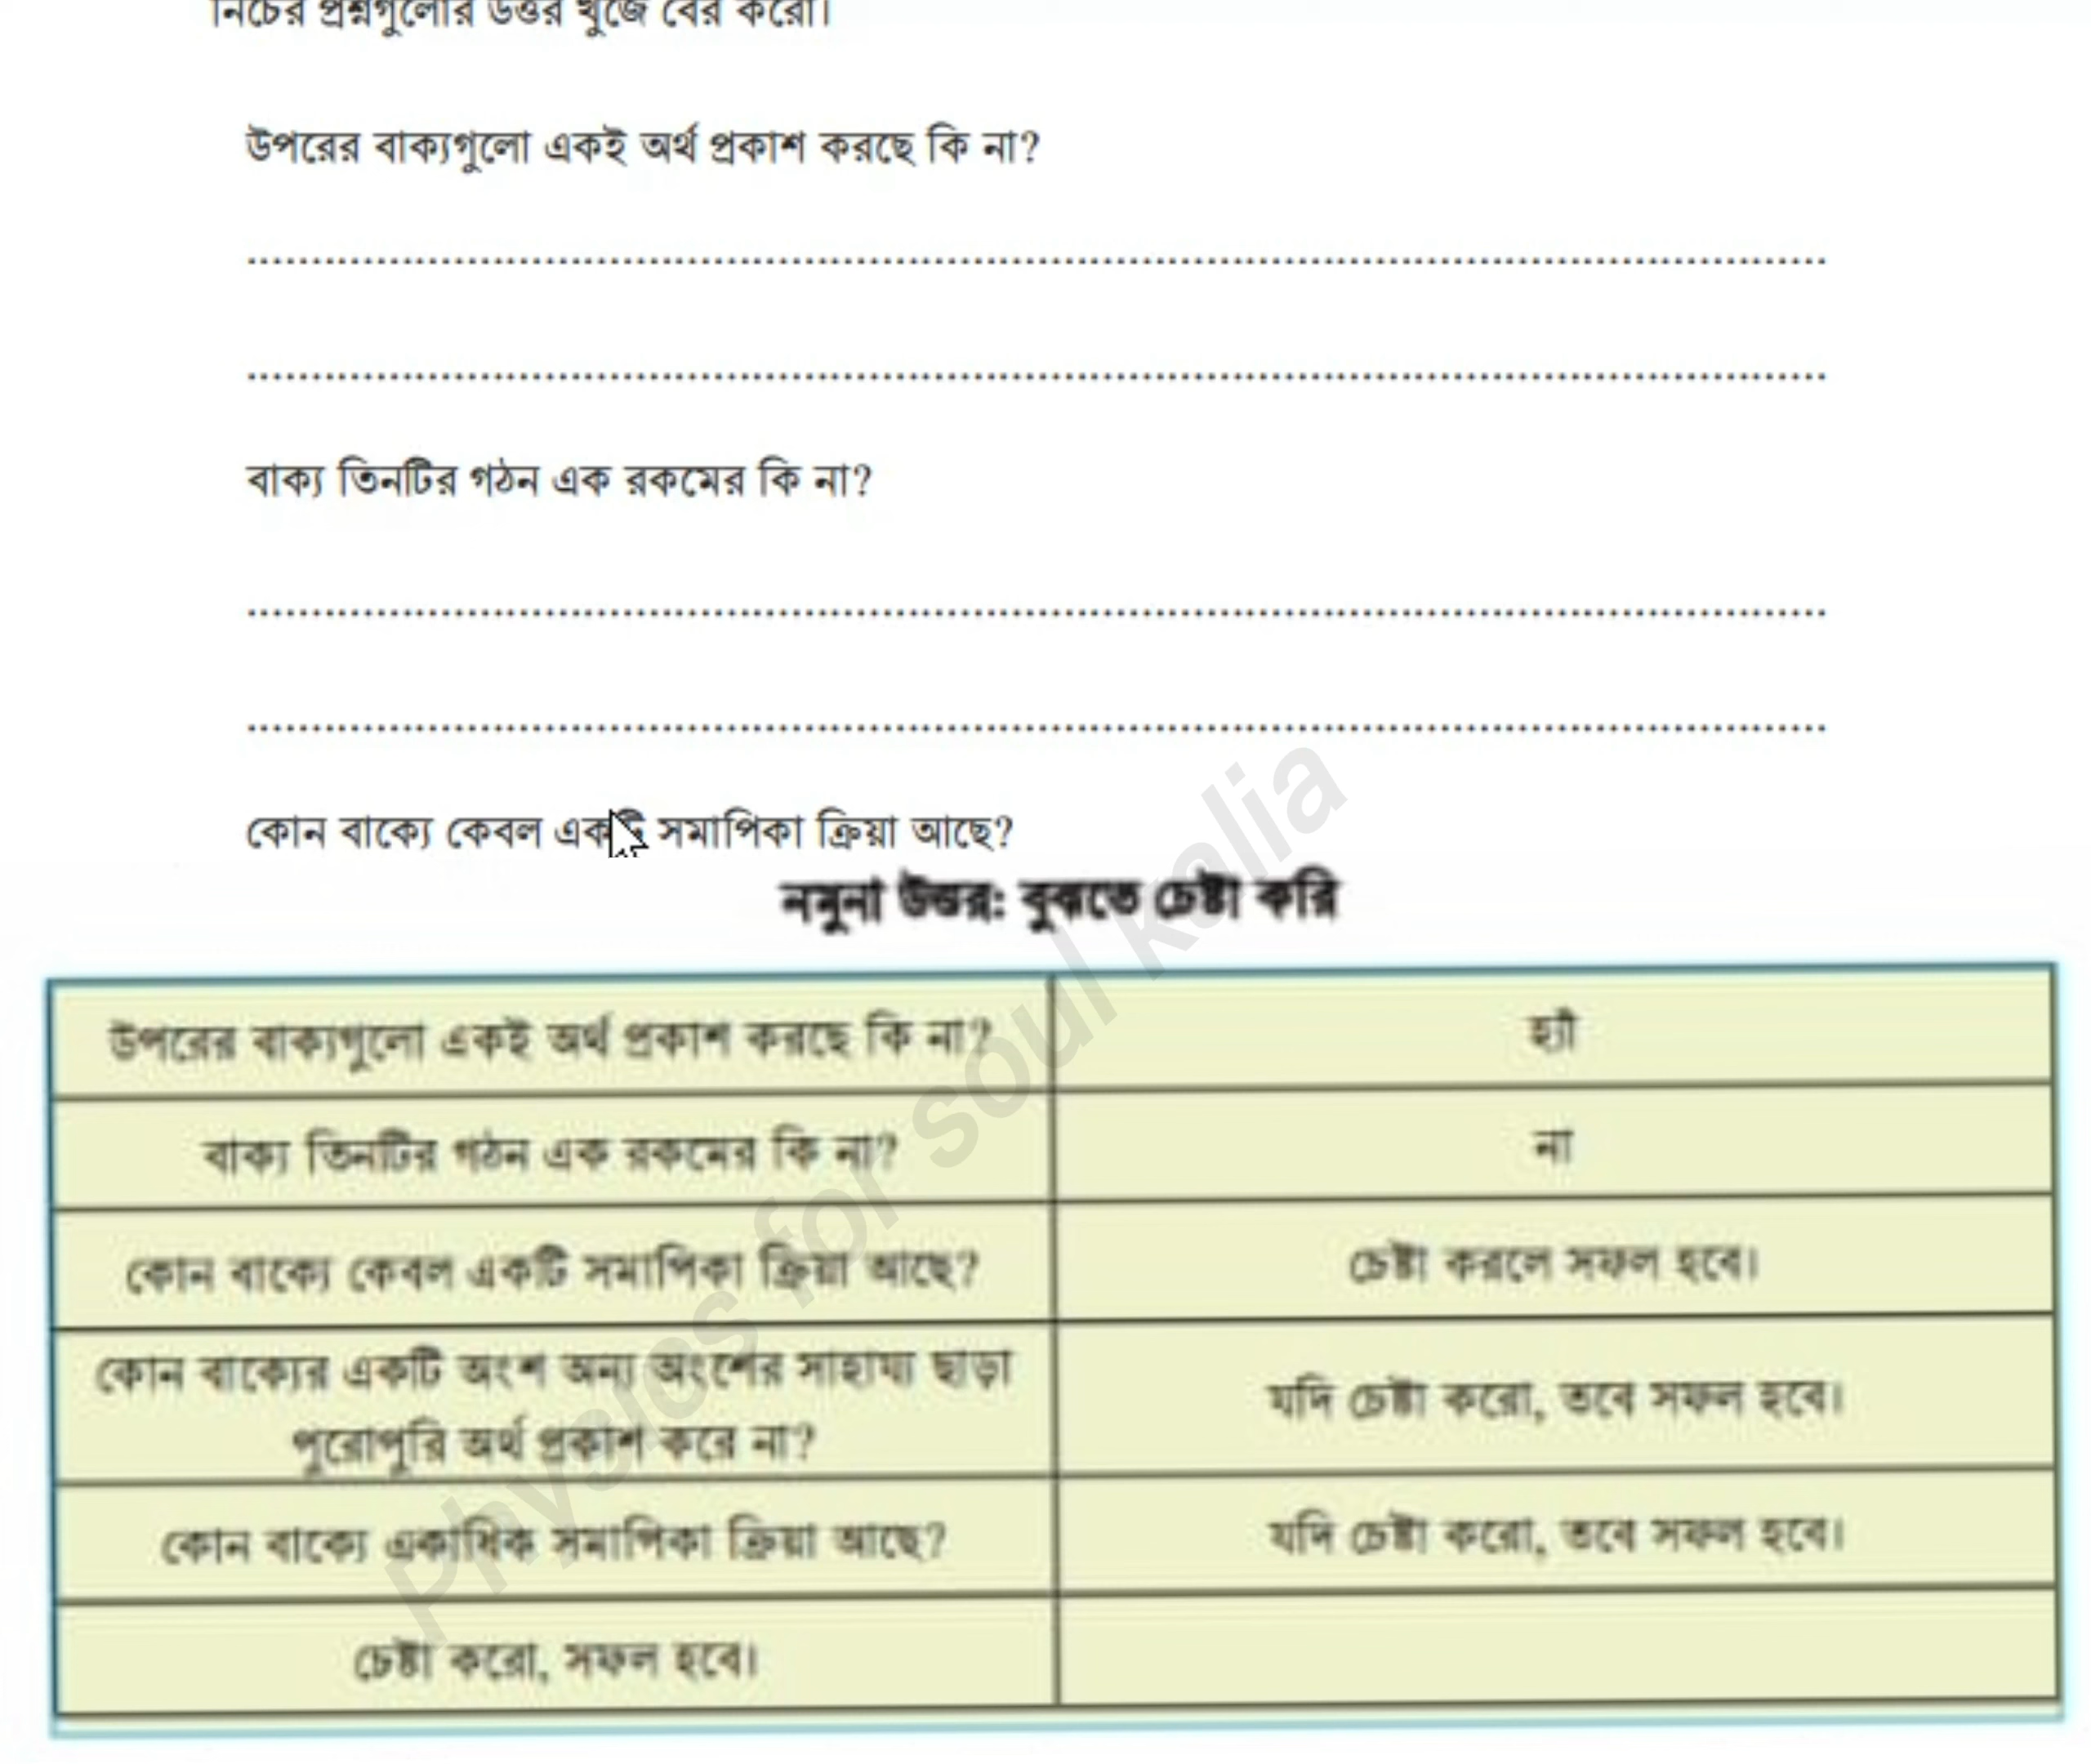 নিচের প্রশ্নগুলোর উত্তর খুঁজে বের করো।
উপরের বাক্যগুলো একই অর্থ প্রকাশ করছে কি না?
বাক্য তিনটির গঠন এক রকমের কি না?
কোন বাক্যে কেবল একটি সমাপিকা ক্রিয়া আছে?
নমুনা উত্তর: বুঝতে চেষ্টা করি
উপরের বাক্যগুলো একই অর্থ প্রকাশ করছে কি না?
হ্যাঁ
বাক্য তিনটির গঠন এক রকমের কি না?
না
কোন বাক্যে কেবল একটি সমাপিকা ক্রিয়া আছে?
চেষ্টা করলে সফল হবে।
কোন বাক্যের একটি অংশ অন্য অংশের সাহায্য ছাড়া
পুরোপুরি অর্থ প্রকাশ করে না?
যদি চেষ্টা করো, তবে সফল হবে।
কোন বাক্যে একাধিক সমাপিকা ক্রিয়া আছে?
যদি চেষ্টা করো, তবে সফল হবে।
চেষ্টা করো, সফল হবে।
Physics for soul kalia